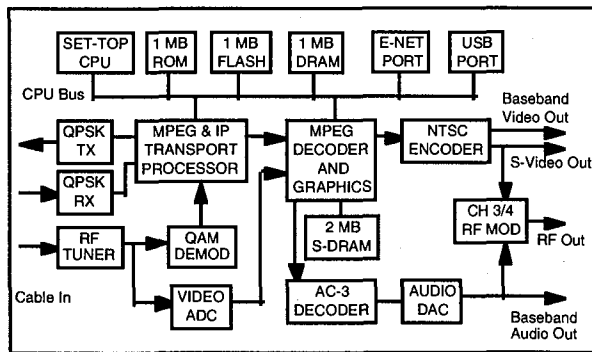 SET-TOP
CPU
1 MB
ROM
1 MB
FLASH
1 MB
DRAM
E-NET
PORT
USB
PORT
CPU Bus
Baseband
Video Out
QPSK
TX
MPEG & IP
TRANSPORT
PROCESSOR
MPEG
DECODER
AND
GRAPHICS
NTSC
ENCODER
S-Video Out
QPSK
RX
CH 3/4
RF MOD
RF Out
RF
TUNER
QAM
DEMOD
2 MB
S-DRAM
Cable In
VIDEO
ADC
AC-3
DECODER
AUDIO
DAC
Baseband
Audio Out